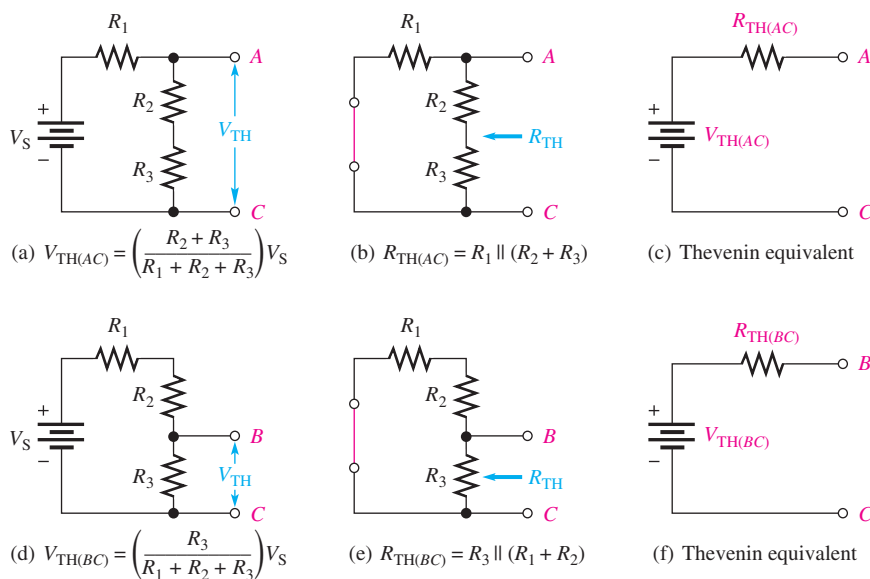 R1
A
R2
VS
+
−
VTH
R3
C
(a) VTH(AC) = ( (R2 + R3) / (R1 + R2 + R3) ) VS
R1
A
R2
RTH
R3
C
(b) RTH(AC) = R1 || (R2 + R3)
RTH(AC)
A
+
−
VTH(AC)
C
(c) Thevenin equivalent
R1
R2
+
VS
−
B
R3
VTH
C
(d) VTH(BC) = ( R3 / (R1 + R2 + R3) ) VS
R1
R2
B
R3
RTH
C
(e) RTH(BC) = R3 || (R1 + R2)
RTH(BC)
B
+
−
VTH(BC)
C
(f) Thevenin equivalent